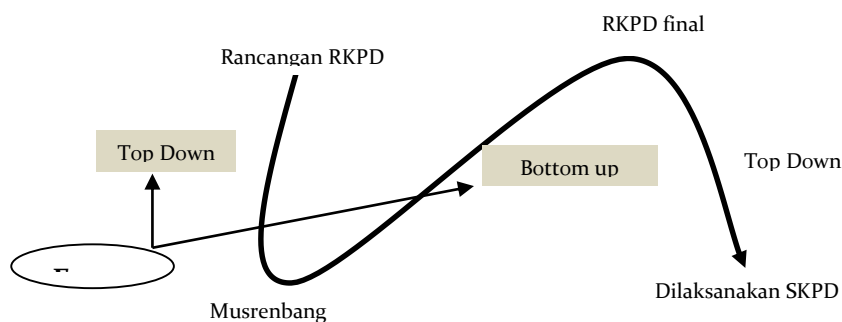 RKPD final
Rancangan RKPD
Top Down
Bottom up
Top Down
Musrenbang
Dilaksanakan SKPD